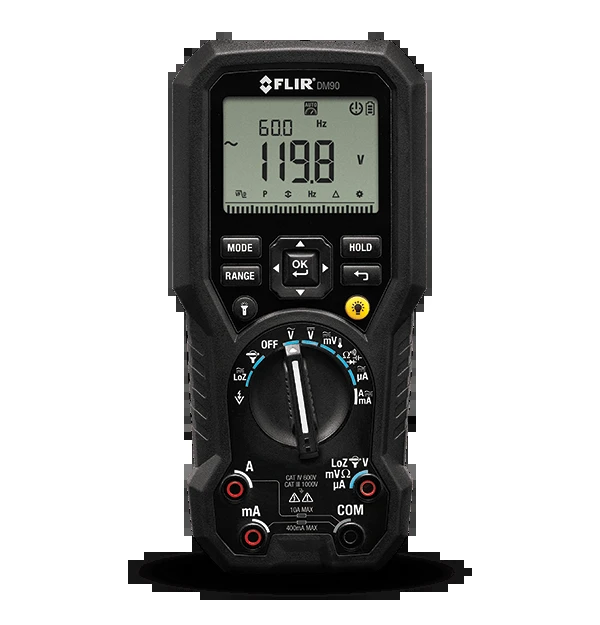 FLIR® DM90
AUTO
60.0 Hz
~ 119.8 V
P Hz Δ
MODE HOLD
OK
RANGE
OFF Ṽ V mV
Ω
LoZ µA
A
mA
A LoZ V
mV Ω
µA
CAT IV 600V
CAT III 1000V
10A MAX
mA COM
400mA MAX